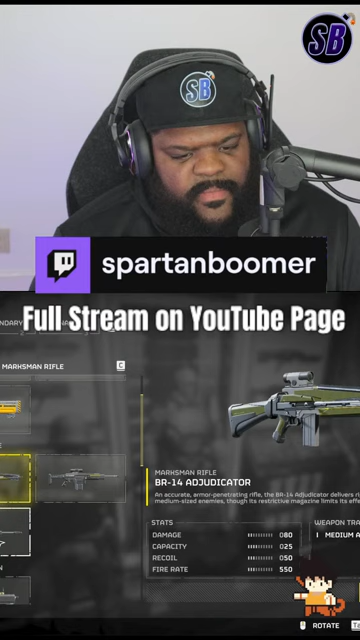 SB
SB
spartanboomer
NDARY
Full Stream on YouTube Page
MARKSMAN RIFLE
C
MARKSMAN RIFLE
BR-14 ADJUDICATOR
An accurate, armor-penetrating rifle, the BR-14 Adjudicator delivers
medium-sized enemies, though its restrictive magazine limits its
STATS
WEAPON TRA
DAMAGE 080
MEDIUM A
CAPACITY 025
RECOIL 050
FIRE RATE 550
ROTATE